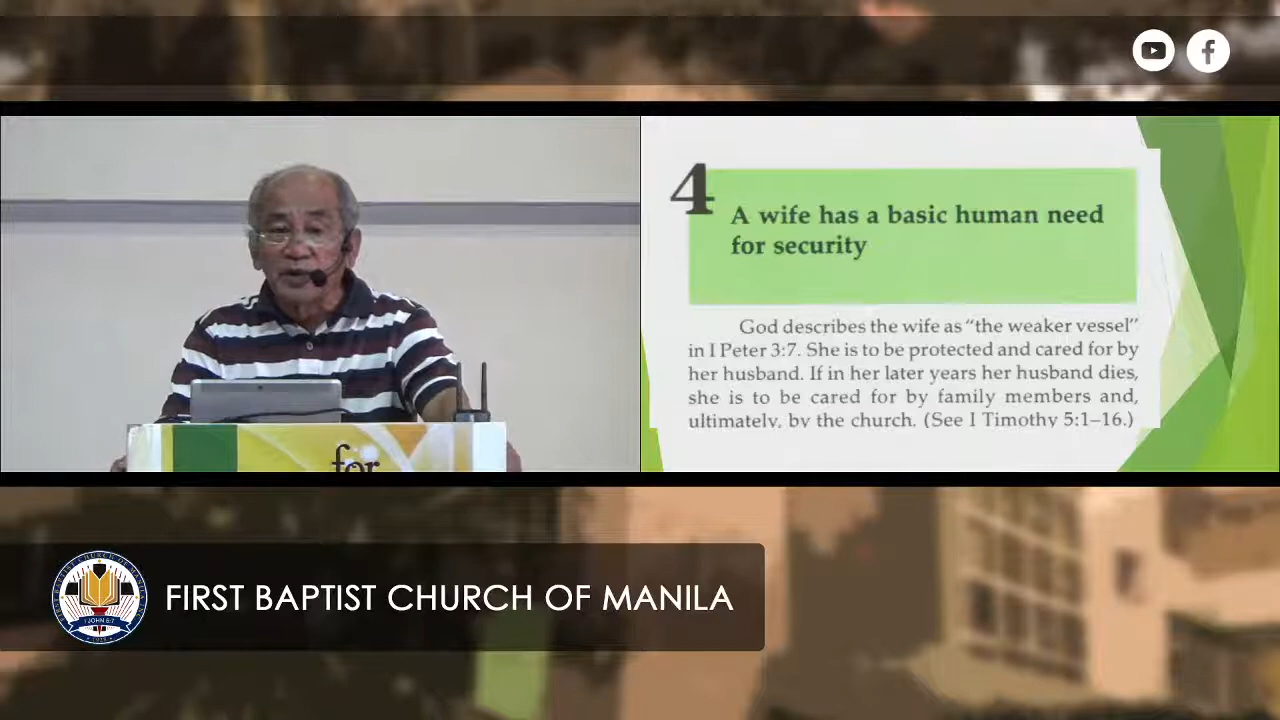 4
A wife has a basic human need
for security
God describes the wife as “the weaker vessel”
in I Peter 3:7. She is to be protected and cared for by
her husband. If in her later years her husband dies,
she is to be cared for by family members and,
ultimately, by the church. (See I Timothy 5:1–16.)
for
FIRST BAPTIST CHURCH OF MANILA